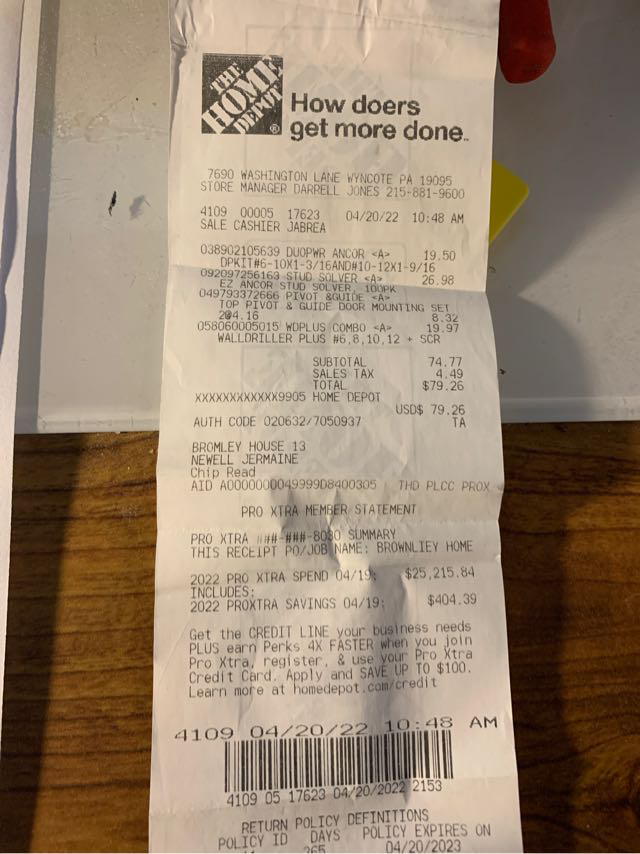 THE
HOME
DEPOT
®
How doers
get more done™
7690 WASHINGTON LANE WYNCOTE PA 19095
STORE MANAGER DARRELL JONES 215-881-9600
4109 00005 17623 04/20/22 10:48 AM
SALE CASHIER JABREA
038902105639 DUOPWR ANCOR <A> 19.50
DPKIT#6-10X1-3/16AND#10-12X1-9/16
092097256163 STUD SOLVER <A> 26.98
EZ ANCOR STUD SOLVER, 100PK
049793372666 PIVOT &GUIDE <A>
TOP PIVOT & GUIDE DOOR MOUNTING SET
2@4.16 8.32
058060005015 WDPLUS COMBO <A> 19.97
WALLDRILLER PLUS #6,8,10,12 + SCR
SUBTOTAL 74.77
SALES TAX 4.49
TOTAL $79.26
XXXXXXXXXXXX9905 HOME DEPOT
USD$ 79.26
AUTH CODE 020632/7050937 TA
BROMLEY HOUSE 13
NEWELL JERMAINE
Chip Read
AID A0000000049999D8400305 THD PLCC PROX
PRO XTRA MEMBER STATEMENT
PRO XTRA ###-###-8030 SUMMARY
THIS RECEIPT PO/JOB NAME: BROWNLIEY HOME
2022 PRO XTRA SPEND 04/19: $25,215.84
INCLUDES:
2022 PROXTRA SAVINGS 04/19: $404.39
Get the CREDIT LINE your business needs
PLUS earn Perks 4X FASTER when you join
Pro Xtra, register, & use your Pro Xtra
Credit Card. Apply and SAVE UP TO $100.
Learn more at homedepot.com/credit
4109 04/20/22 10:48 AM
4109 05 17623 04/20/2022 2153
RETURN POLICY DEFINITIONS
POLICY ID DAYS POLICY EXPIRES ON
365 04/20/2023